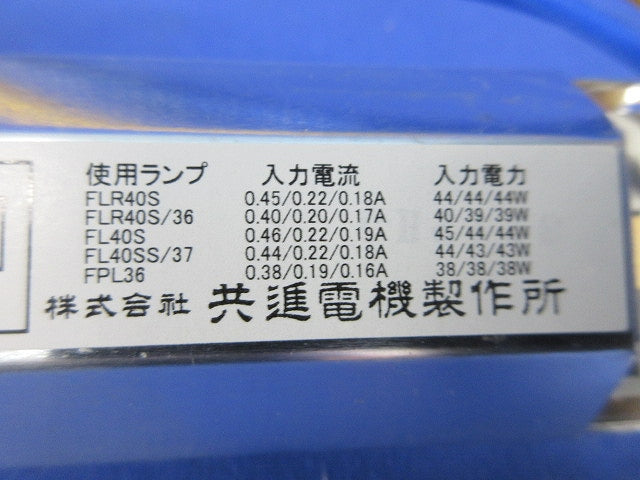 使用ランプ 入力電流 入力電力
FLR40S 0.45/0.22/0.18A 44/44/44W
FLR40S/36 0.40/0.20/0.17A 40/39/39W
FL40S 0.46/0.22/0.19A 45/44/44W
FL40SS/37 0.44/0.22/0.18A 44/43/43W
FPL36 0.38/0.19/0.16A 38/38/38W
株式会社 共進電機製作所